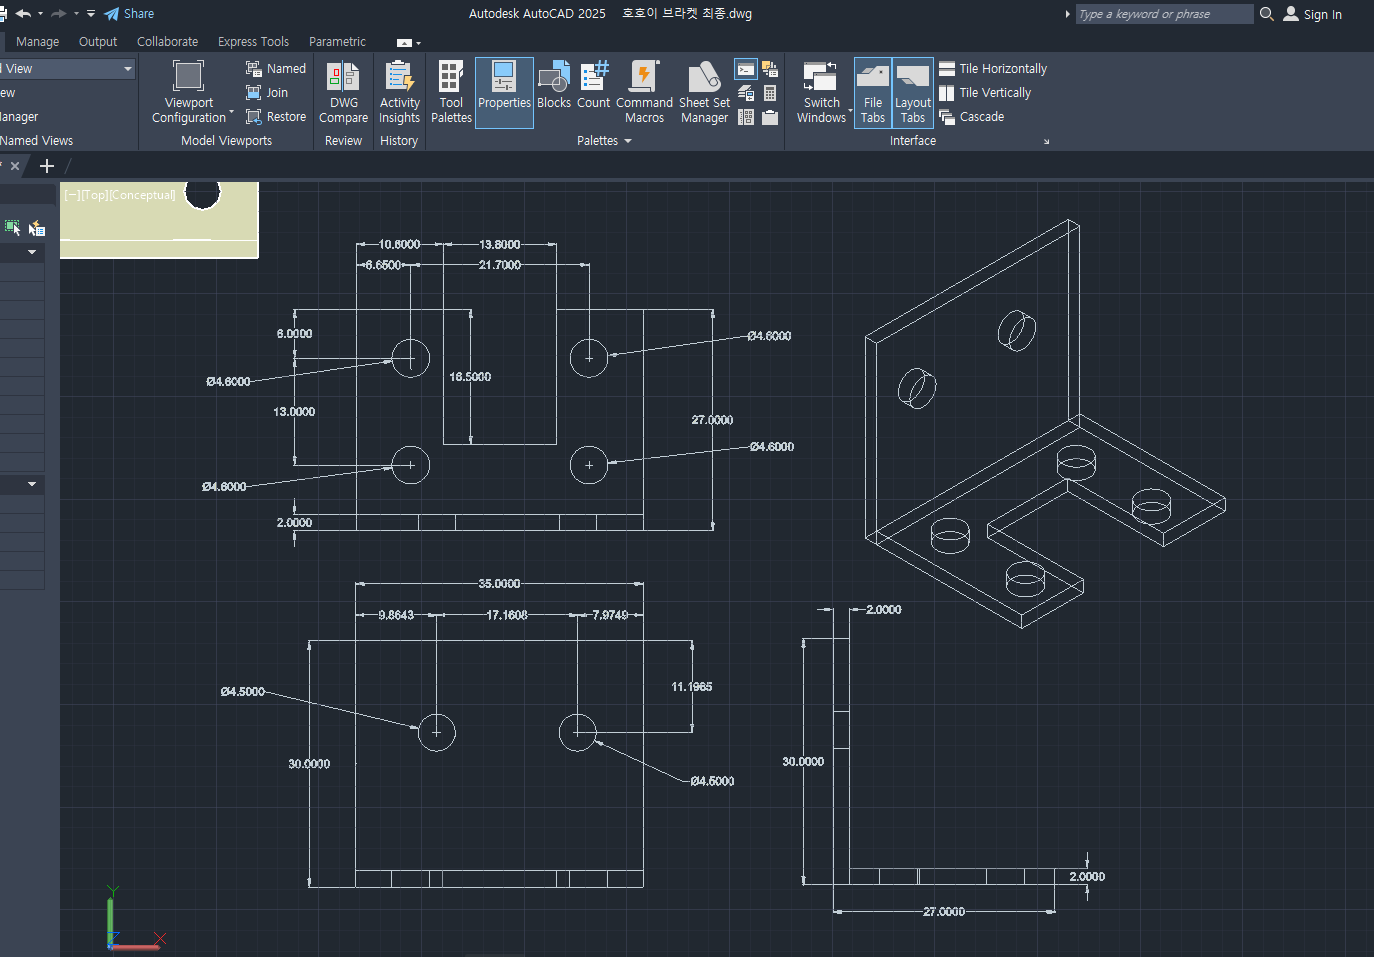 Share
Autodesk AutoCAD 2025 호호이 브라켓 최종.dwg
Type a keyword or phrase
Sign In
Manage Output Collaborate Express Tools Parametric
View
Named
Join
Restore
Viewport
Configuration
Model Viewports
Named Views
DWG
Compare
Review
Activity
Insights
History
Tool
Palettes
Properties
Blocks
Count
Command
Macros
Sheet Set
Manager
Palettes
Switch
Windows
File
Tabs
Layout
Tabs
Tile Horizontally
Tile Vertically
Cascade
Interface
[−][Top][Conceptual]
10.6000
13.8000
6.6500
21.7000
6.0000
Ø4.6000
Ø4.6000
16.5000
13.0000
27.0000
Ø4.6000
Ø4.6000
2.0000
35.0000
9.8643
17.1608
7.9749
2.0000
Ø4.5000
11.1965
30.0000
30.0000
Ø4.5000
2.0000
27.0000
Y
X